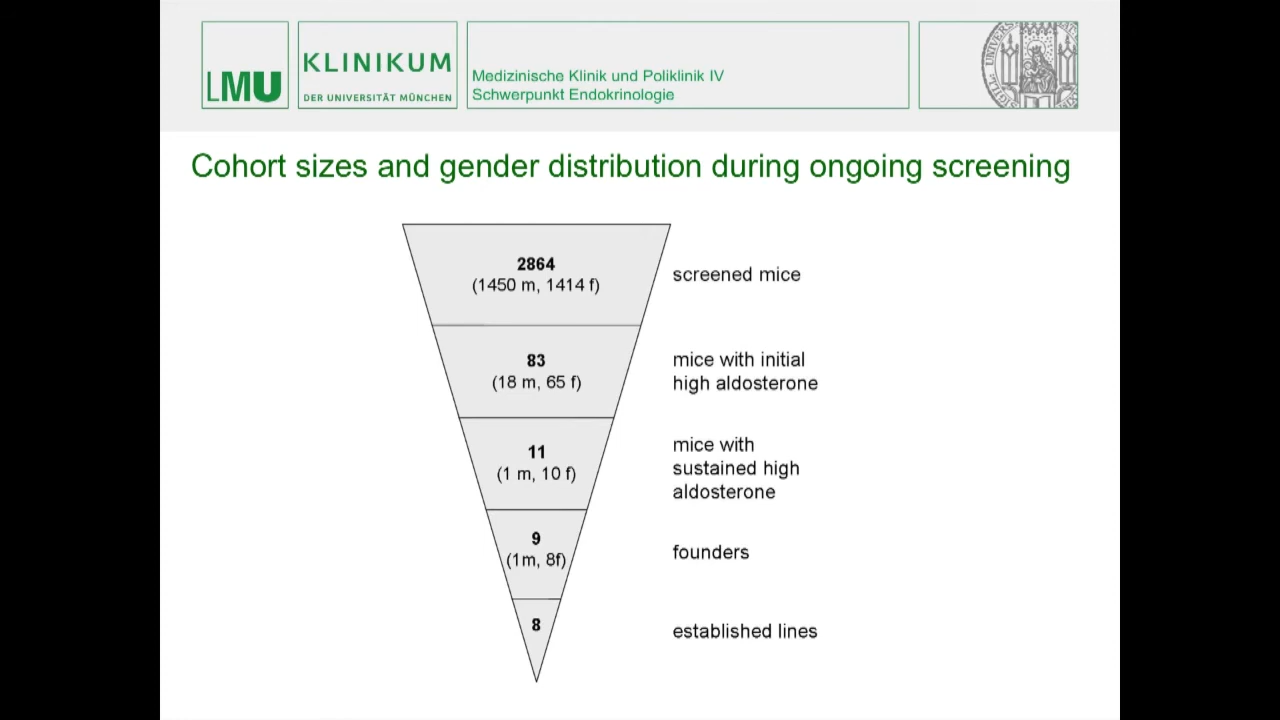 LMU
KLINIKUM
DER UNIVERSITÄT MÜNCHEN
Medizinische Klinik und Poliklinik IV
Schwerpunkt Endokrinologie
Cohort sizes and gender distribution during ongoing screening
2864
(1450 m, 1414 f)
screened mice
83
(18 m, 65 f)
mice with initial
high aldosterone
11
(1 m, 10 f)
mice with
sustained high
aldosterone
9
(1m, 8f)
founders
8
established lines